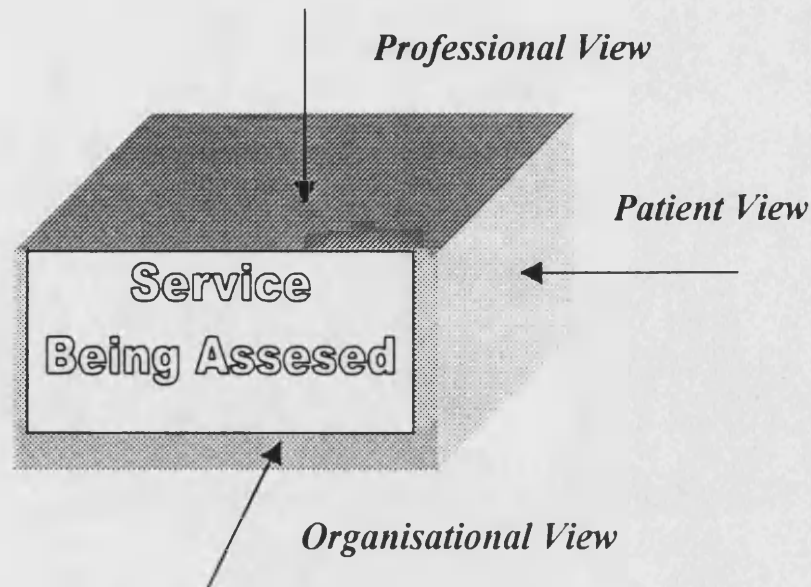 Professional View
Patient View
Service
Being Assesed
Organisational View